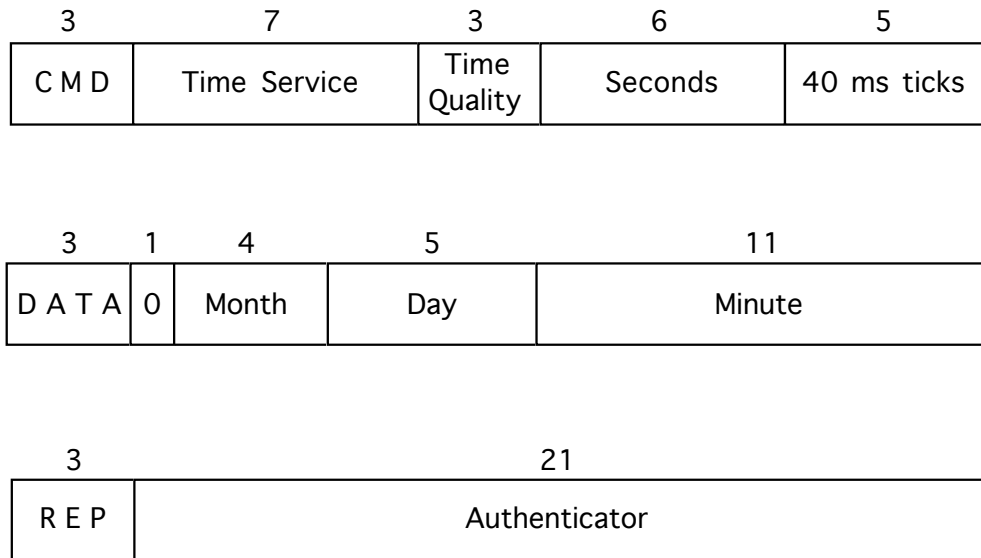 3 7 3 6 5
C M D Time Service Time Quality Seconds 40 ms ticks
3 1 4 5 11
D A T A 0 Month Day Minute
3 21
R E P Authenticator